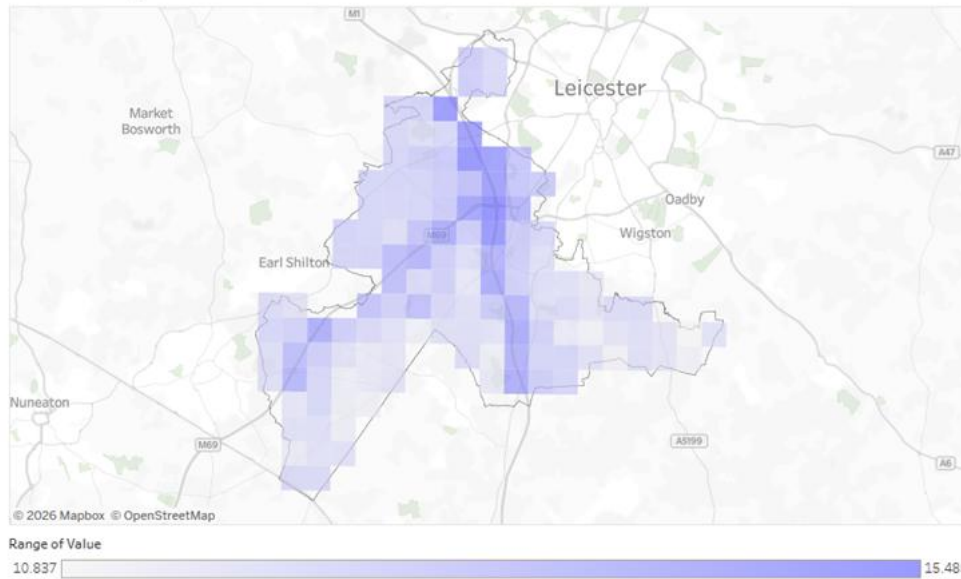 M1
Leicester
Market
Bosworth
A47
Oadby
Wigston
M69
Earl Shilton
Nuneaton
M69
A5199
A6
© 2026 Mapbox © OpenStreetMap
Range of Value
10.837
15.48